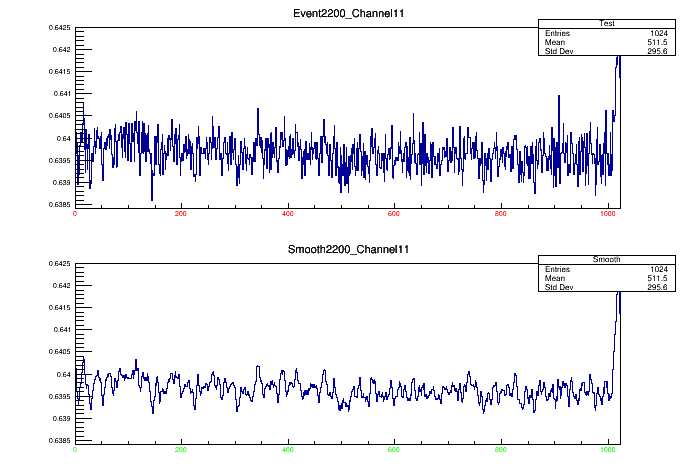 Event2200_Channel11
Test
Entries 1024
Mean 511.5
Std Dev 295.6
0.6425
0.642
0.6415
0.641
0.6405
0.64
0.6395
0.639
0.6385
0 200 400 600 800 1000
Smooth2200_Channel11
Smooth
Entries 1024
Mean 511.5
Std Dev 295.6
0.6425
0.642
0.6415
0.641
0.6405
0.64
0.6395
0.639
0.6385
0 200 400 600 800 1000